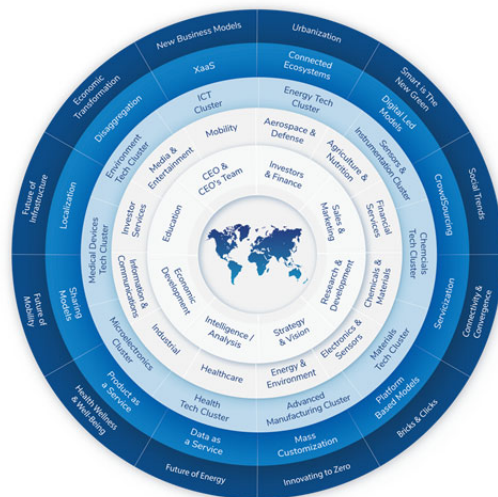 New Business Models
Urbanization
Smart is The
New Green
Social Trends
Connectivity &
Convergence
Bricks & Clicks
Innovating to Zero
Future of Energy
Health Wellness
& Well-Being
Future of
Mobility
Future of
Infrastructure
Economic
Transformation
XaaS
Connected
Ecosystems
Digital Led
Models
CrowdSourcing
Servicization
Platform
Based Models
Mass
Customization
Data as
a Service
Product as
a Service
Sharing
Models
Localization
Disaggregation
ICT
Cluster
Energy Tech
Cluster
Sensors &
Instrumentation Cluster
Chemcials
Tech Cluster
Materials
Tech Cluster
Advanced
Manufacturing Cluster
Health
Tech Cluster
Microelectronics
Cluster
Medical Devices
Tech Cluster
Environment
Tech Cluster
Mobility
Aerospace &
Defense
Agriculture &
Nutrition
Financial
Services
Chemicals &
Materials
Electronics &
Sensors
Energy &
Environment
Healthcare
Industrial
Information &
Communications
Investor
Services
Media &
Entertainment
CEO &
CEO's Team
Investors
& Finance
Sales &
Marketing
Research &
Development
Strategy
& Vision
Intelligence /
Analysis
Economic
Development
Education